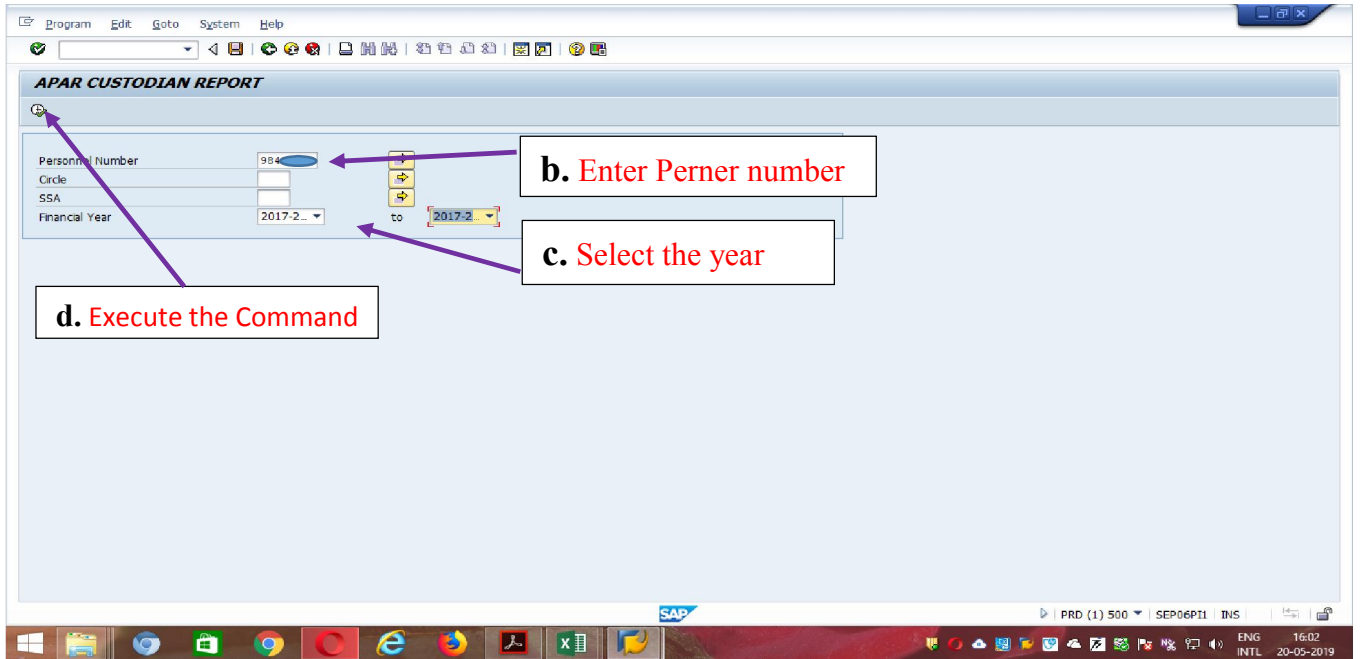 Program Edit Goto System Help
APAR CUSTODIAN REPORT
Personnel Number 984
b. Enter Perner number
Circle
SSA
Financial Year 2017-2... to 2017-2...
c. Select the year
d. Execute the Command
SAP
PRD (1) 500 SEP06PI1 INS
ENG 16:02
INTL 20-05-2019